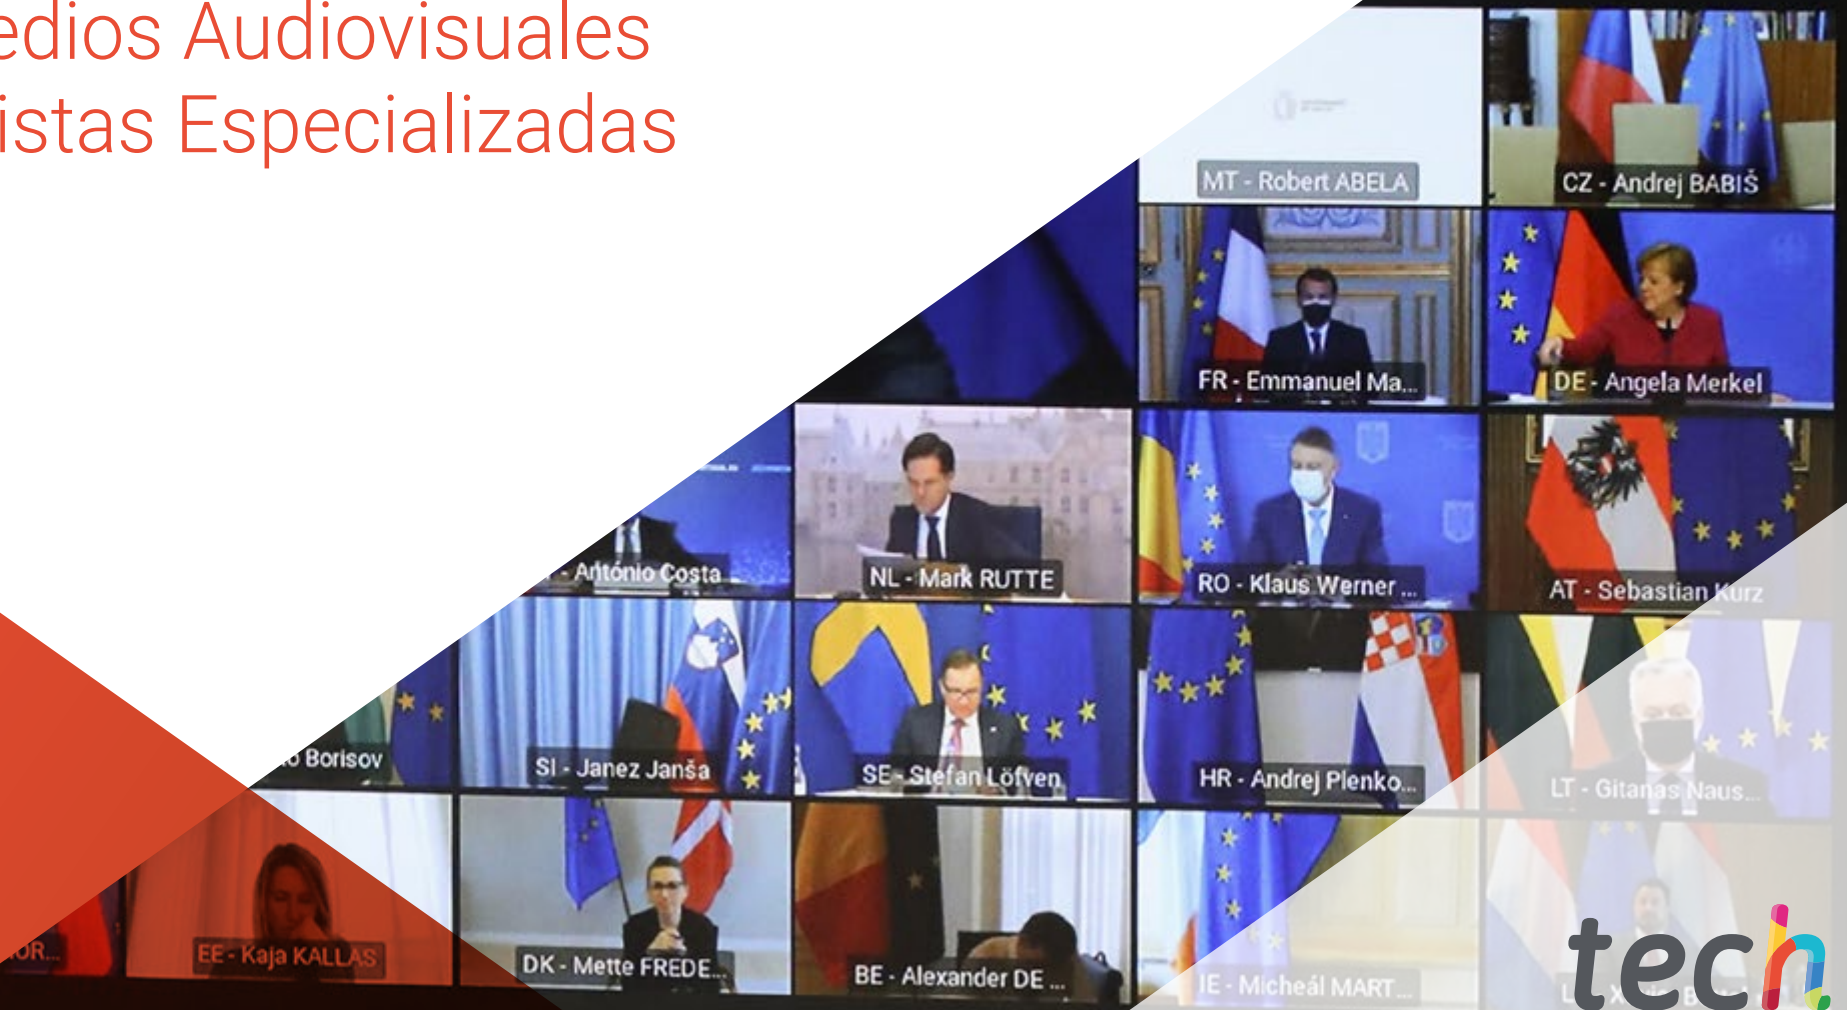 edios Audiovisuales
istas Especializadas
MT - Robert ABELA
CZ - Andrej BABIŠ
FR - Emmanuel Ma...
DE - Angela Merkel
- António Costa
NL - Mark RUTTE
RO - Klaus Werner ...
AT - Sebastian Kurz
Borisov
SI - Janez Janša
SE - Stefan Löfven
HR - Andrej Plenko...
LT - Gitanas Naus...
OR...
EE - Kaja KALLAS
DK - Mette FREDE...
BE - Alexander DE ...
IE - Micheál MART...
tech